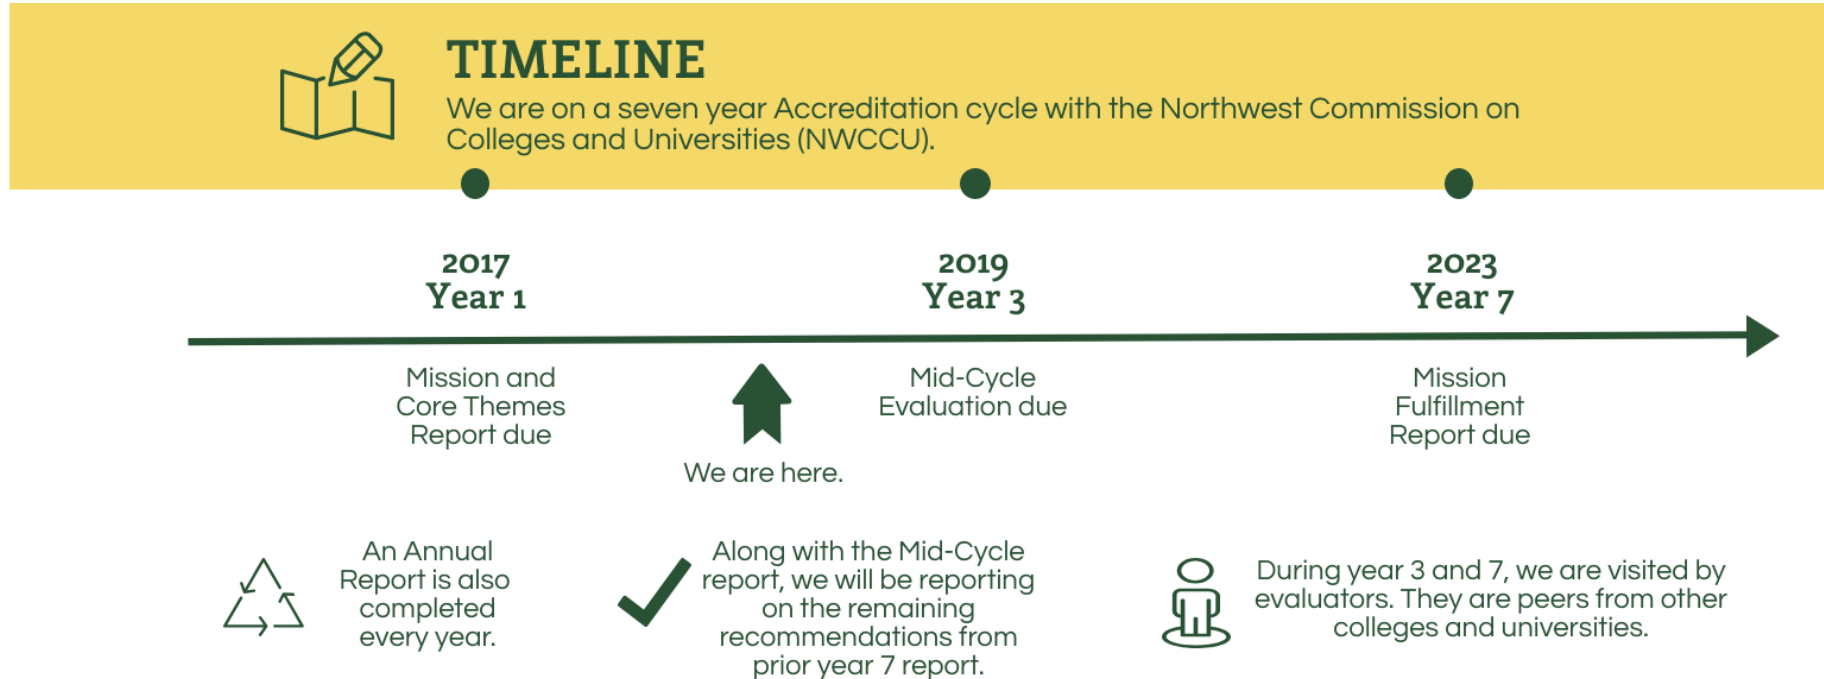 TIMELINE
We are on a seven year Accreditation cycle with the Northwest Commission on
Colleges and Universities (NWCCU).
2017
Year 1
2019
Year 3
2023
Year 7
Mission and
Core Themes
Report due
We are here.
Mid-Cycle
Evaluation due
Mission
Fulfillment
Report due
An Annual
Report is also
completed
every year.
Along with the Mid-Cycle
report, we will be reporting
on the remaining
recommendations from
prior year 7 report.
During year 3 and 7, we are visited by
evaluators. They are peers from other
colleges and universities.